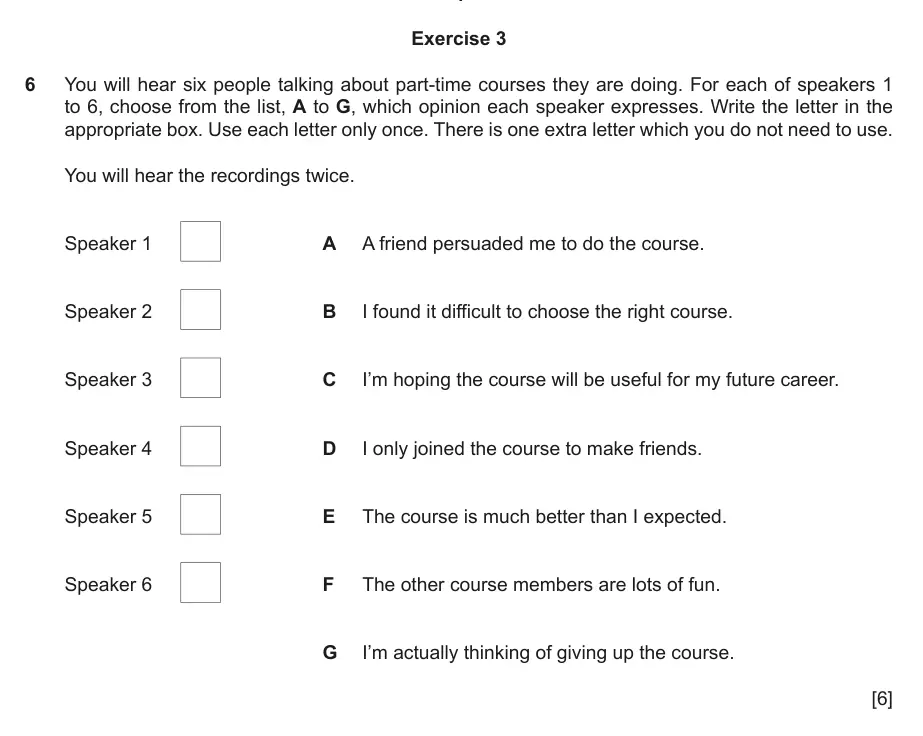 Exercise 3
6 You will hear six people talking about part-time courses they are doing. For each of speakers 1
to 6, choose from the list, A to G, which opinion each speaker expresses. Write the letter in the
appropriate box. Use each letter only once. There is one extra letter which you do not need to use.
You will hear the recordings twice.
Speaker 1 A A friend persuaded me to do the course.
Speaker 2 B I found it difficult to choose the right course.
Speaker 3 C I’m hoping the course will be useful for my future career.
Speaker 4 D I only joined the course to make friends.
Speaker 5 E The course is much better than I expected.
Speaker 6 F The other course members are lots of fun.
G I’m actually thinking of giving up the course.
[6]